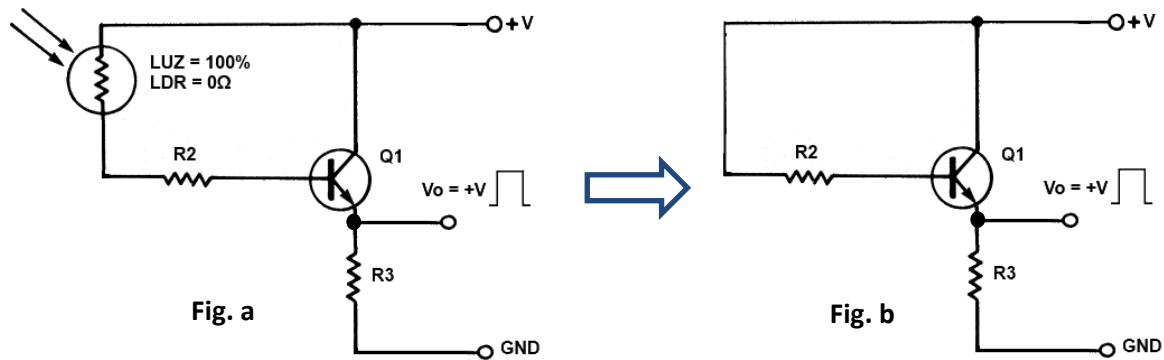 +V
LUZ = 100%
LDR = 0Ω
R2
Q1
Vo = +V
R3
GND
Fig. a
+V
R2
Q1
Vo = +V
R3
GND
Fig. b